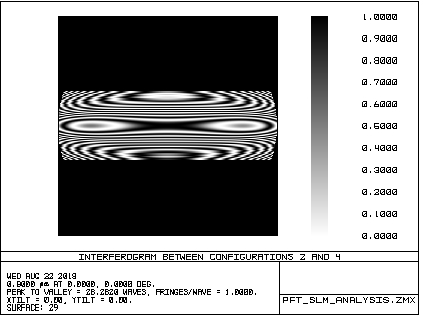 1.0000
0.9000
0.8000
0.7000
0.6000
0.5000
0.4000
0.3000
0.2000
0.1000
0.0000
INTERFEROGRAM BETWEEN CONFIGURATIONS 2 AND 4
WED AUG 22 2018
0.8000 µm AT 0.0000, 0.0000 DEG.
PEAK TO VALLEY = 28.2820 WAVES, FRINGES/WAVE = 1.0000.
XTILT = 0.00, YTILT = 0.00.
SURFACE: 29
PFT_SLM_ANALYSIS.ZMX